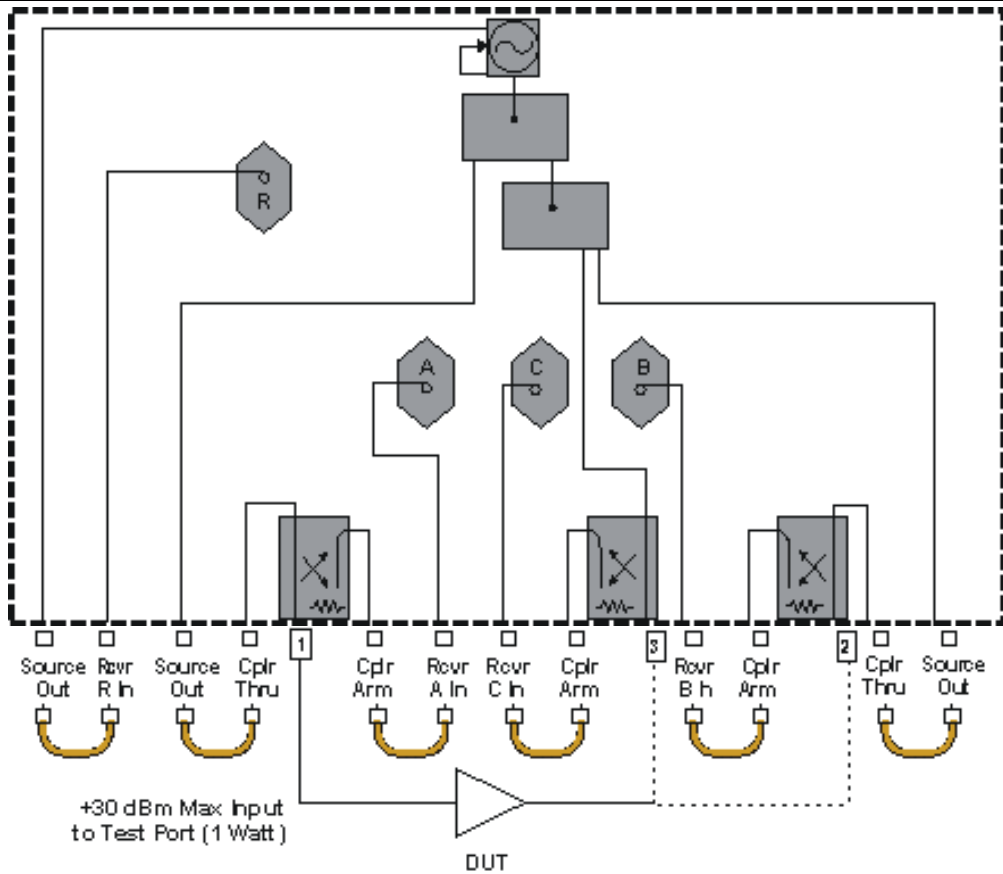 R
A
C
B
1
3
2
Source
Out
Rcvr
R In
Source
Out
Cplr
Thru
Cplr
Arm
Rcvr
A In
Rcvr
C In
Cplr
Arm
Rcvr
B In
Cplr
Arm
Cplr
Thru
Source
Out
+30 dBm Max Input
to Test Port (1 Watt)
DUT